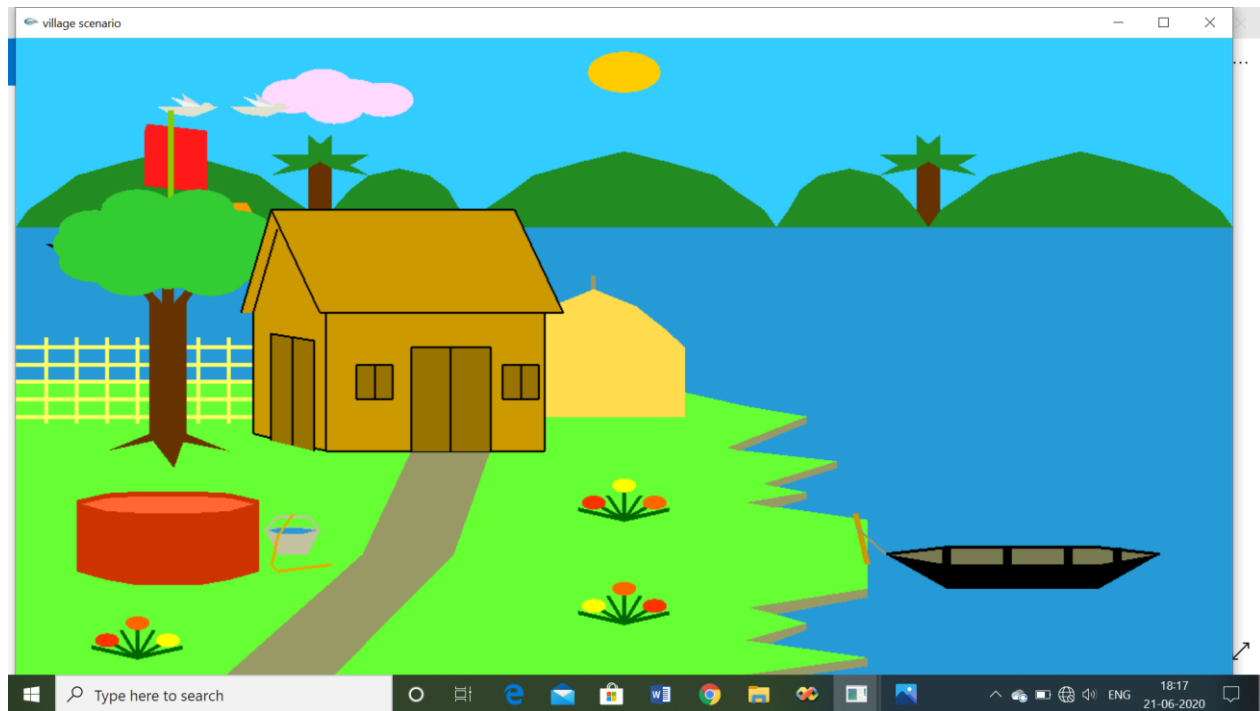 village scenario
Type here to search
ENG
18:17
21-06-2020